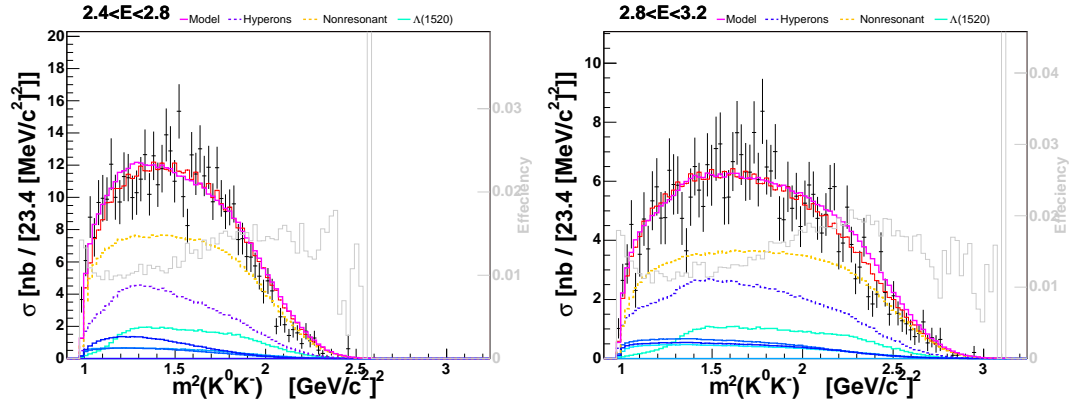 2.4<E<2.8
Model Hyperons Nonresonant Λ(1520)
σ [nb / [23.4 [MeV/c²]²]]
20
18
16
14
12
10
8
6
4
2
0
1 1.5 2 2.5 3
m²(K⁰K⁻) [GeV/c²]²
0.03
0.02
0.01
0
Effeciency
2.8<E<3.2
Model Hyperons Nonresonant Λ(1520)
σ [nb / [23.4 [MeV/c²]²]]
10
8
6
4
2
0
1 1.5 2 2.5 3
m²(K⁰K⁻) [GeV/c²]²
0.04
0.03
0.02
0.01
0
Effeciency